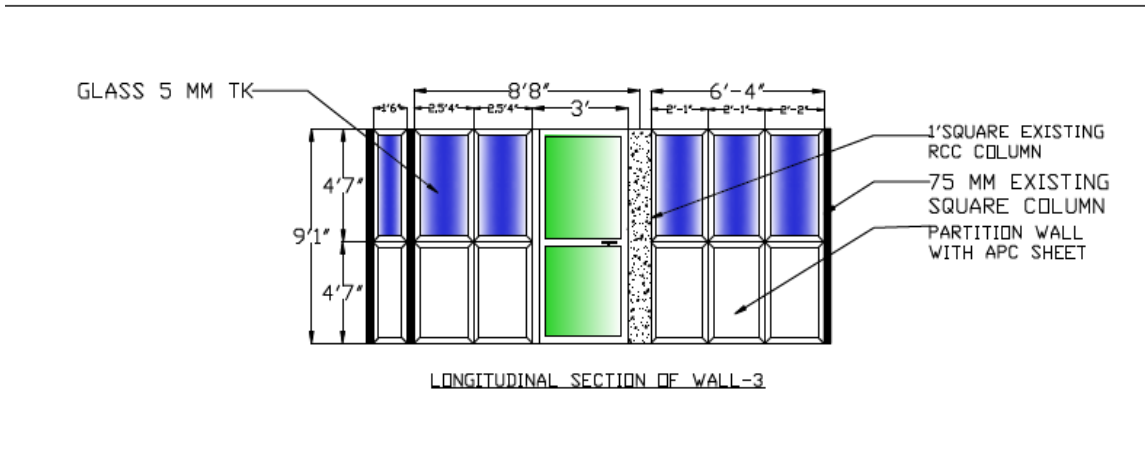 GLASS 5 MM TK
8'8"
6'-4"
1'6"
2.5'4"
2.5'4"
3'
2'-1"
2'-1"
2'-2"
1'SQUARE EXISTING
RCC COLUMN
4'7"
75 MM EXISTING
SQUARE COLUMN
9'1"
PARTITION WALL
WITH APC SHEET
4'7"
LONGITUDINAL SECTION OF WALL-3